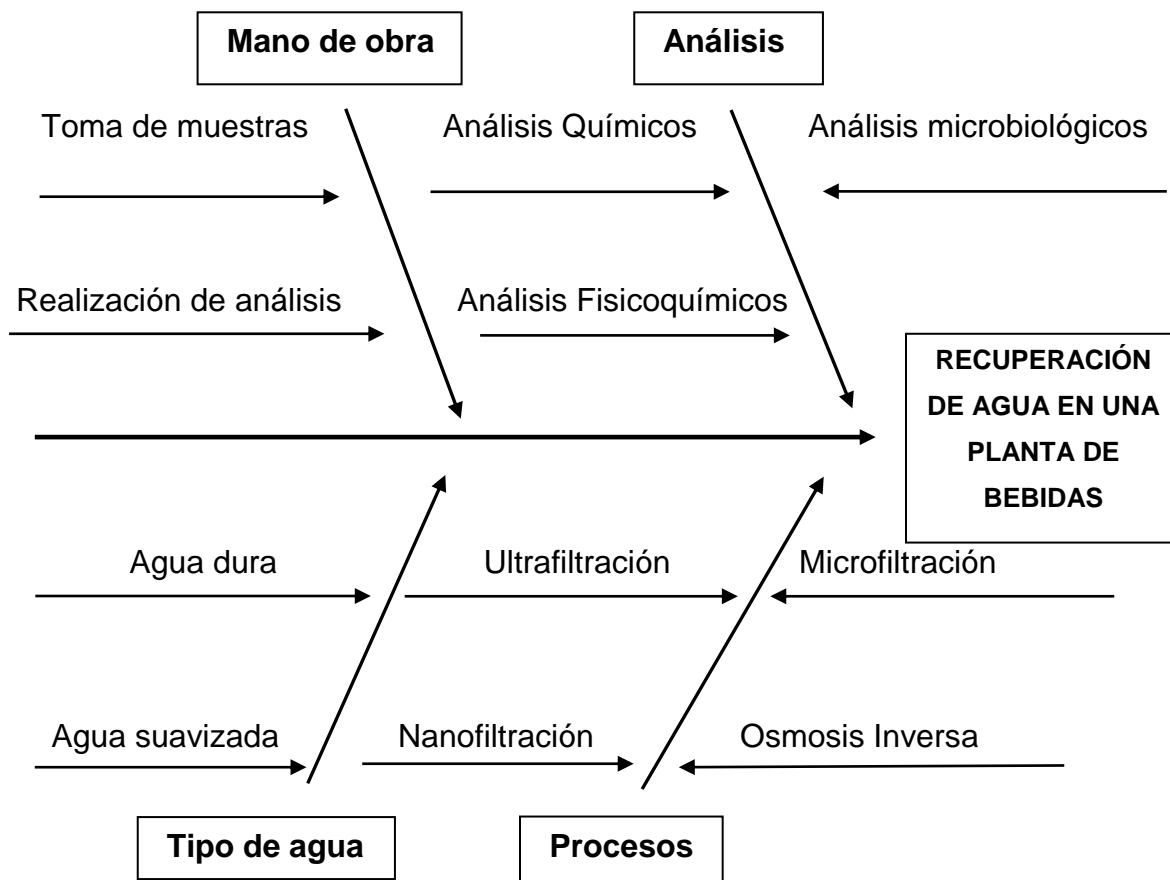 Mano de obra
Análisis
Toma de muestras
Análisis Químicos
Análisis microbiológicos
Realización de análisis
Análisis Fisicoquímicos
RECUPERACIÓN
DE AGUA EN UNA
PLANTA DE
BEBIDAS
Agua dura
Ultrafiltración
Microfiltración
Agua suavizada
Nanofiltración
Osmosis Inversa
Tipo de agua
Procesos